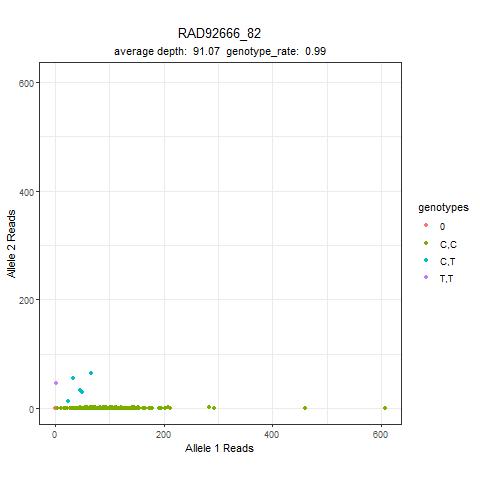 RAD92666_82
average depth:  91.07  genotype_rate:  0.99
600
400
200
0
Allele 2 Reads
0
200
400
600
Allele 1 Reads
genotypes
0
C,C
C,T
T,T